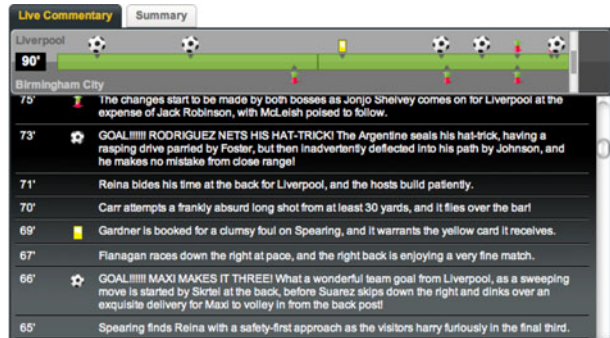 Live Commentary Summary
Liverpool
90'
Birmingham City
75' The changes start to be made by both bosses as Jonjo Shelvey comes on for Liverpool at the
expense of Jack Robinson, with McLeish poised to follow.
73' GOAL!!!!!! RODRIGUEZ NETS HIS HAT-TRICK! The Argentine seals his hat-trick, having a
rasping drive parried by Foster, but then inadvertently deflected into his path by Johnson, and
he makes no mistake from close range!
71' Reina bides his time at the back for Liverpool, and the hosts build patiently.
70' Carr attempts a frankly absurd long shot from at least 30 yards, and it flies over the bar!
69' Gardner is booked for a clumsy foul on Spearing, and it warrants the yellow card it receives.
67' Flanagan races down the right at pace, and the right back is enjoying a very fine match.
66' GOAL!!!!!! MAXI MAKES IT THREE! What a wonderful team goal from Liverpool, as a sweeping
move is started by Skrtel at the back, before Suarez skips down the right and dinks over an
exquisite delivery for Maxi to volley in from the back post!
65' Spearing finds Reina with a safety-first approach as the visitors harry furiously in the final third.